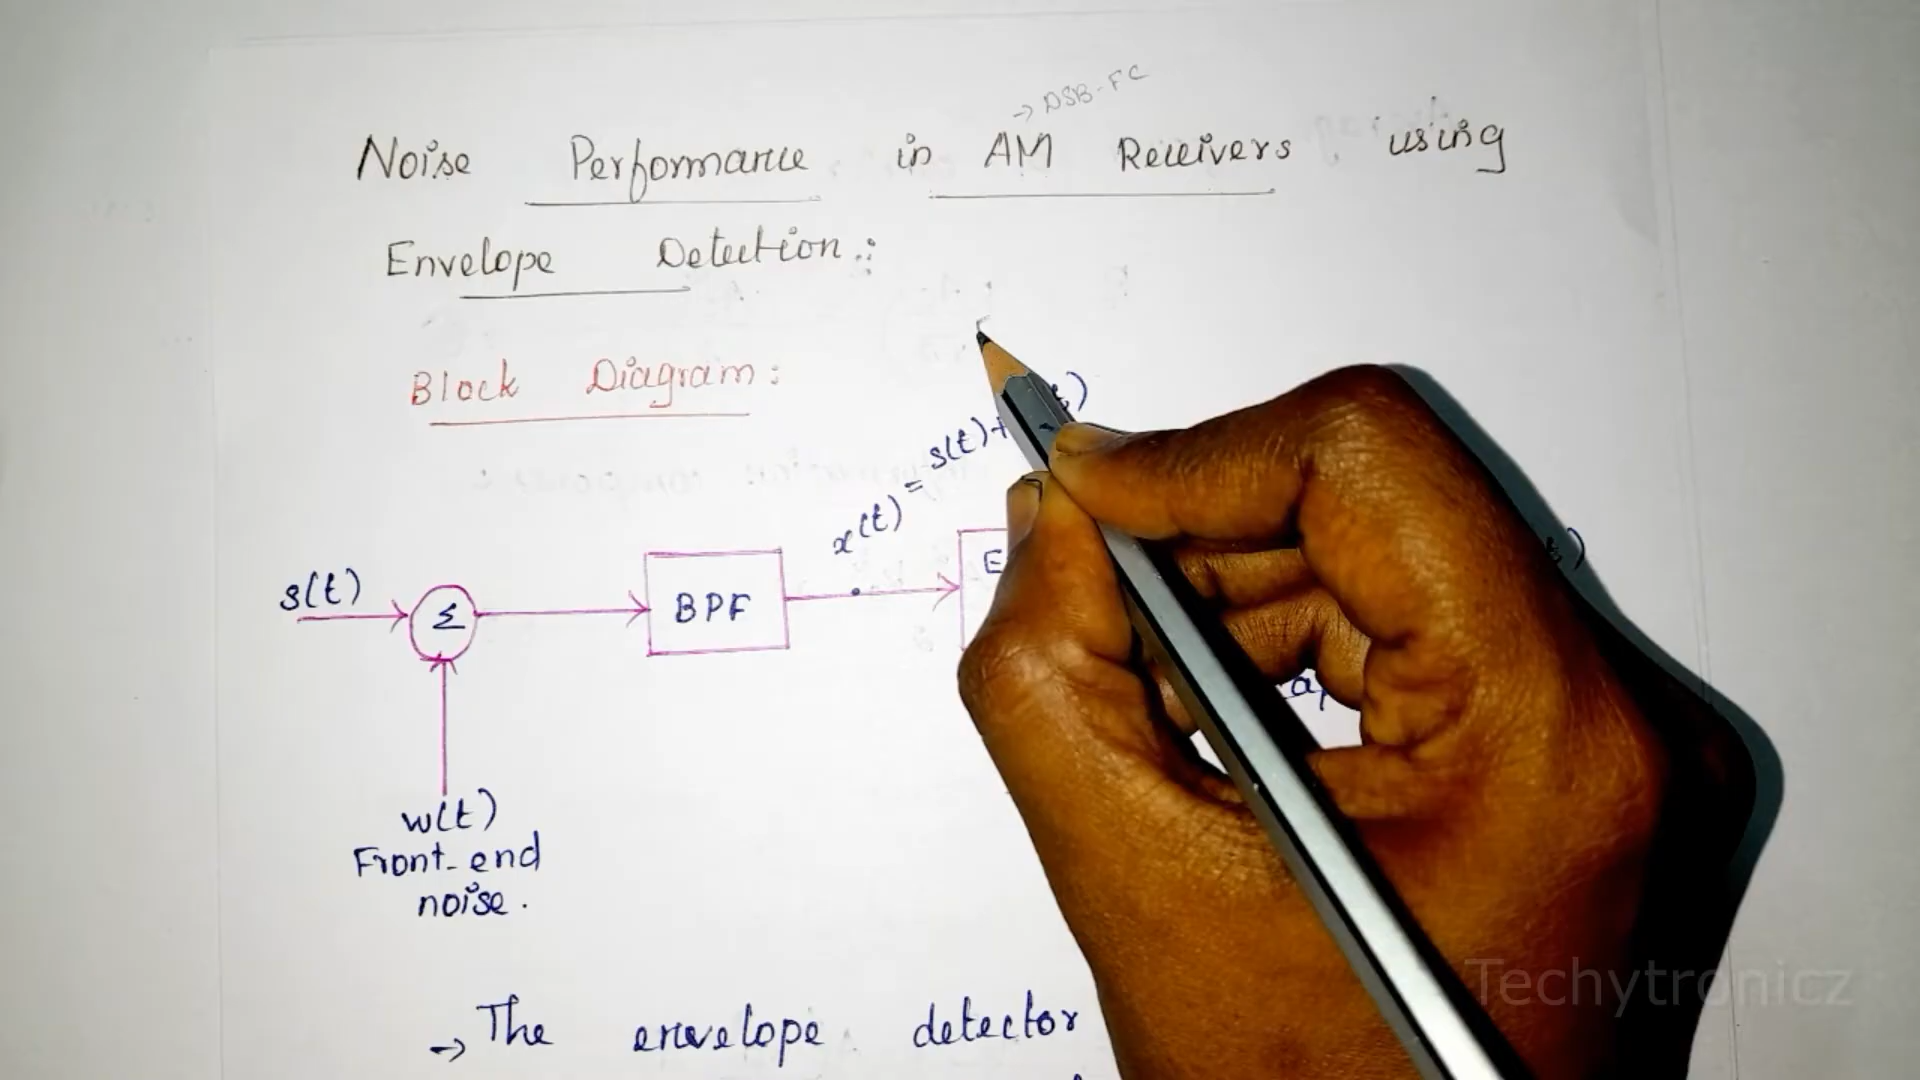 → DSB-FC
Noise Performance in AM Receivers using
Envelope Detection:
Block Diagram:
x(t) = s(t)+
s(t)
Σ
BPF
E
w(t)
Front-end
noise.
→ The envelope detector
Techytronicz